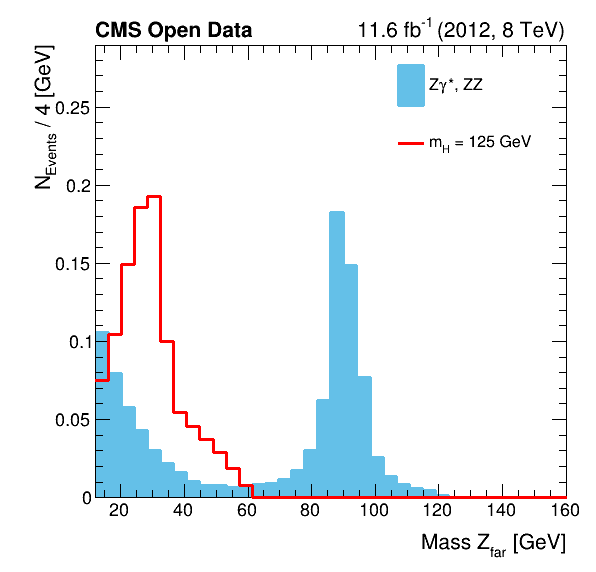 CMS Open Data
11.6 fb⁻¹ (2012, 8 TeV)
N_Events / 4 [GeV]
Zγ*, ZZ
m_H = 125 GeV
0.25
0.2
0.15
0.1
0.05
0
20 40 60 80 100 120 140 160
Mass Z_far [GeV]